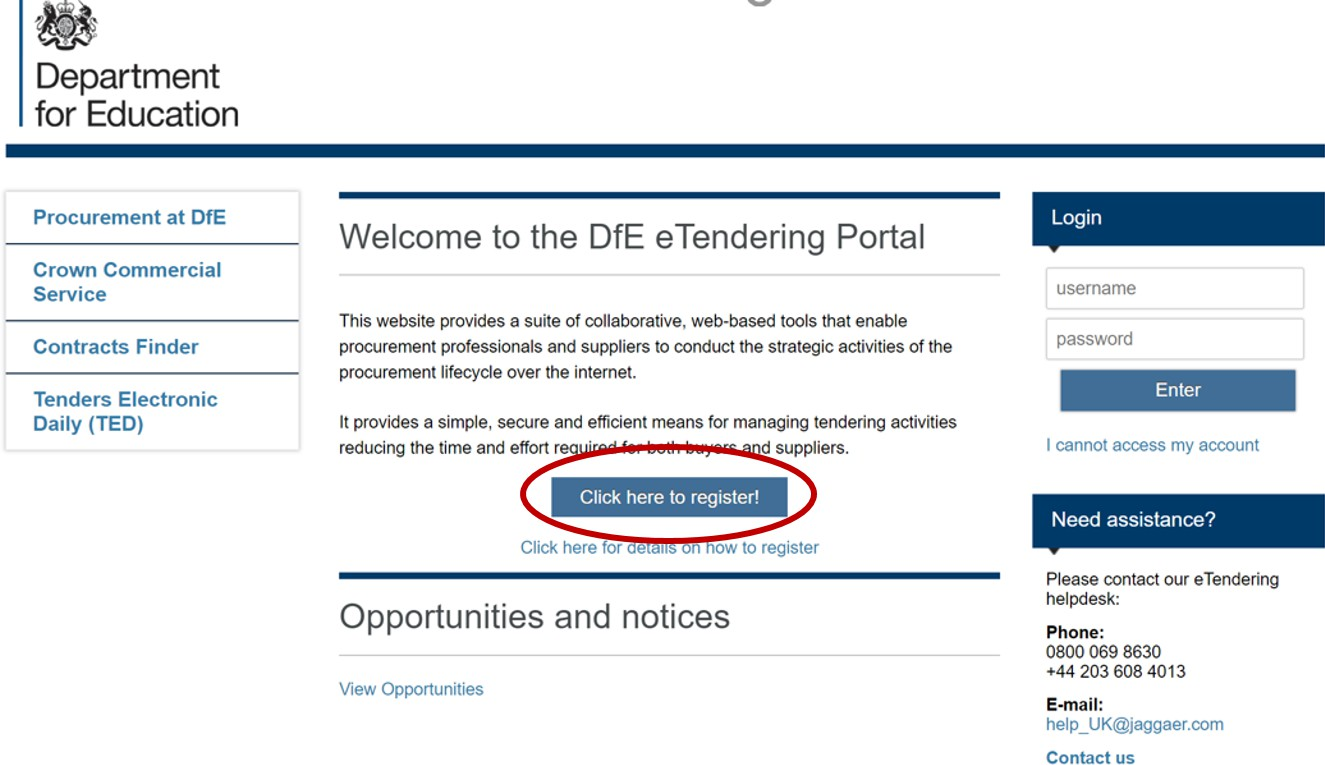 Department
for Education
Procurement at DfE
Crown Commercial
Service
Contracts Finder
Tenders Electronic
Daily (TED)
Welcome to the DfE eTendering Portal
This website provides a suite of collaborative, web-based tools that enable
procurement professionals and suppliers to conduct the strategic activities of the
procurement lifecycle over the internet.
It provides a simple, secure and efficient means for managing tendering activities
reducing the time and effort required for both buyers and suppliers.
Click here to register!
Click here for details on how to register
Opportunities and notices
View Opportunities
Login
username
password
Enter
I cannot access my account
Need assistance?
Please contact our eTendering
helpdesk:
Phone:
0800 069 8630
+44 203 608 4013
E-mail:
help_UK@jaggaer.com
Contact us